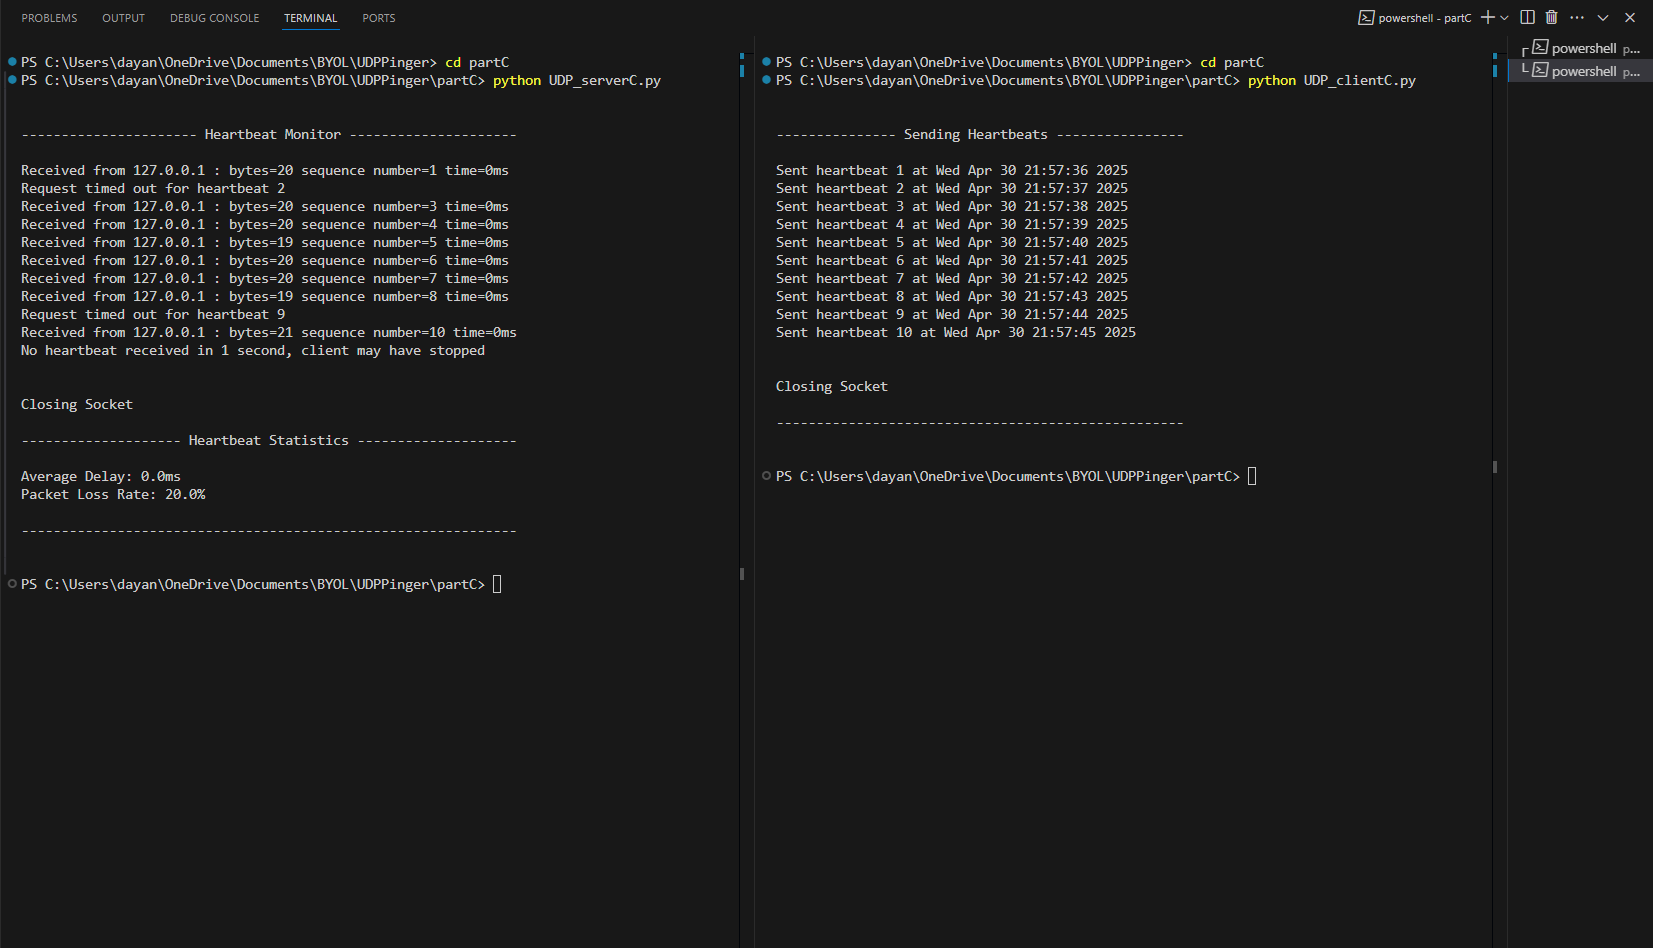 PROBLEMS OUTPUT DEBUG CONSOLE TERMINAL PORTS
powershell - partC
PS C:\Users\dayan\OneDrive\Documents\BYOL\UDPPinger> cd partC
PS C:\Users\dayan\OneDrive\Documents\BYOL\UDPPinger\partC> python UDP_serverC.py
---------------------- Heartbeat Monitor ---------------------
Received from 127.0.0.1 : bytes=20 sequence number=1 time=0ms
Request timed out for heartbeat 2
Received from 127.0.0.1 : bytes=20 sequence number=3 time=0ms
Received from 127.0.0.1 : bytes=20 sequence number=4 time=0ms
Received from 127.0.0.1 : bytes=19 sequence number=5 time=0ms
Received from 127.0.0.1 : bytes=20 sequence number=6 time=0ms
Received from 127.0.0.1 : bytes=20 sequence number=7 time=0ms
Received from 127.0.0.1 : bytes=19 sequence number=8 time=0ms
Request timed out for heartbeat 9
Received from 127.0.0.1 : bytes=21 sequence number=10 time=0ms
No heartbeat received in 1 second, client may have stopped
Closing Socket
-------------------- Heartbeat Statistics --------------------
Average Delay: 0.0ms
Packet Loss Rate: 20.0%
--------------------------------------------------------------
PS C:\Users\dayan\OneDrive\Documents\BYOL\UDPPinger\partC>
PS C:\Users\dayan\OneDrive\Documents\BYOL\UDPPinger> cd partC
PS C:\Users\dayan\OneDrive\Documents\BYOL\UDPPinger\partC> python UDP_clientC.py
--------------- Sending Heartbeats ----------------
Sent heartbeat 1 at Wed Apr 30 21:57:36 2025
Sent heartbeat 2 at Wed Apr 30 21:57:37 2025
Sent heartbeat 3 at Wed Apr 30 21:57:38 2025
Sent heartbeat 4 at Wed Apr 30 21:57:39 2025
Sent heartbeat 5 at Wed Apr 30 21:57:40 2025
Sent heartbeat 6 at Wed Apr 30 21:57:41 2025
Sent heartbeat 7 at Wed Apr 30 21:57:42 2025
Sent heartbeat 8 at Wed Apr 30 21:57:43 2025
Sent heartbeat 9 at Wed Apr 30 21:57:44 2025
Sent heartbeat 10 at Wed Apr 30 21:57:45 2025
Closing Socket
---------------------------------------------------
PS C:\Users\dayan\OneDrive\Documents\BYOL\UDPPinger\partC>
powershell p...
powershell p...